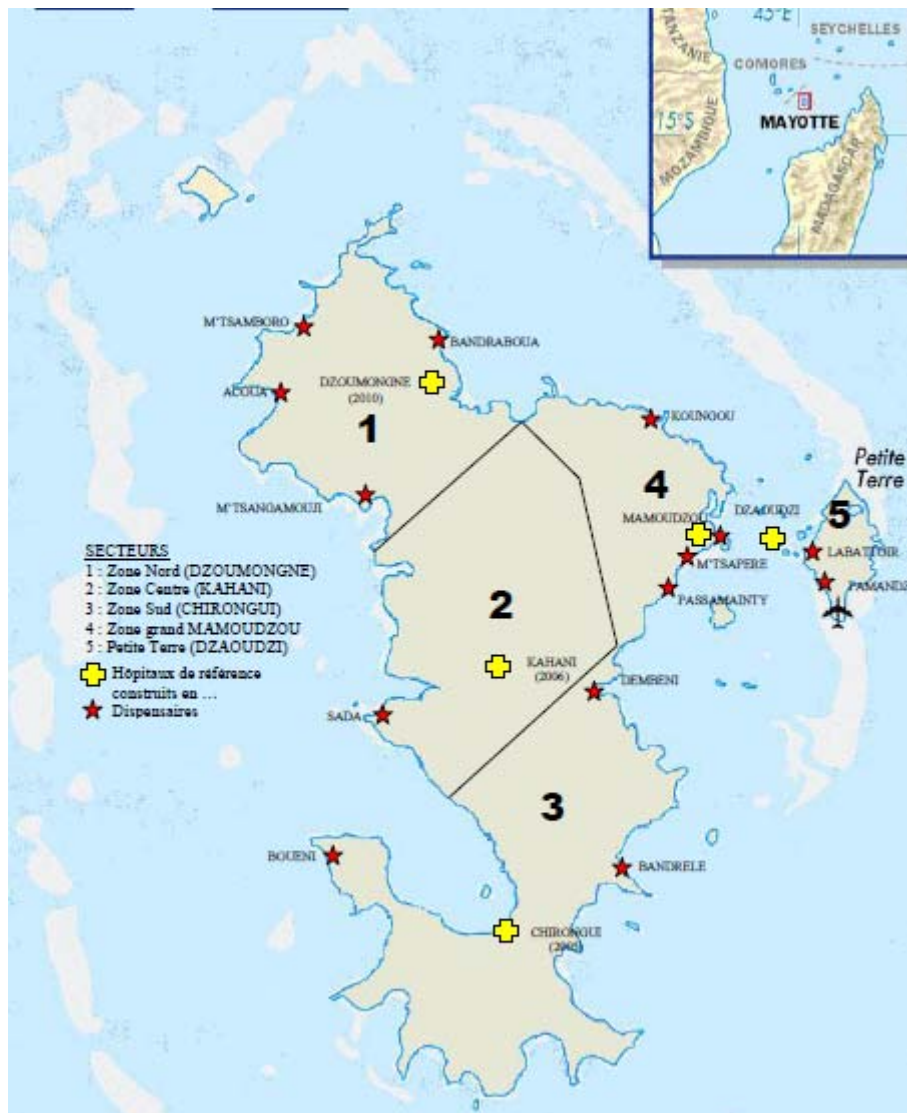 45°E
SEYCHELLES
TANZANIE
COMORES
MAYOTTE
15°S
MOZAMBIQUE
MADAGASCAR
M'TSAMBORO
BANDRABOUA
DZOUMONGNE
(2010)
ACOUA
KOUNGOU
1
4
Petite
Terre
5
M'TSANGAMOUJI
MAMOUDZOU
DZAOUDZI
LABATTOIR
M'TSAPERE
PAMANDZ
PASSAMAINTY
SECTEURS
1 : Zone Nord (DZOUMONGNE)
2 : Zone Centre (KAHANI)
3 : Zone Sud (CHIRONGUI)
4 : Zone grand MAMOUDZOU
5 : Petite Terre (DZAOUDZI)
Hôpitaux de référence
construits en ...
Dispensaires
2
KAHANI
(2006)
DEMBENI
SADA
3
BOUENI
BANDRELE
CHIRONGUI